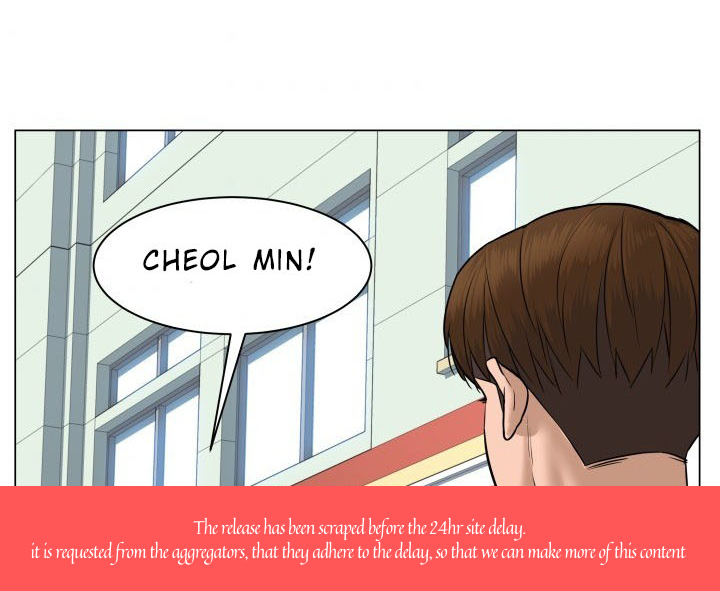 CHEOL MIN!
The release has been scraped before the 24hr site delay.
it is requested from the aggregators, that they adhere to the delay, so that we can make more of this content